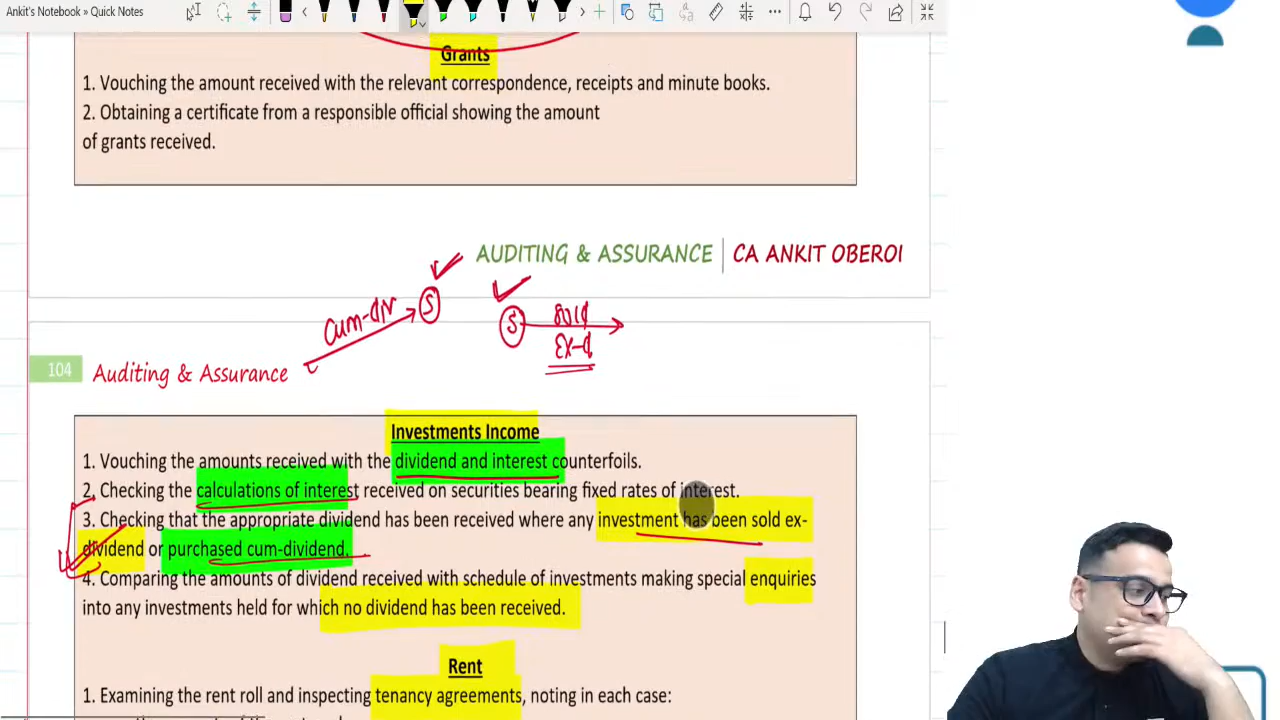 Ankit's Notebook » Quick Notes
Grants
1. Vouching the amount received with the relevant correspondence, receipts and minute books.
2. Obtaining a certificate from a responsible official showing the amount
of grants received.
AUDITING & ASSURANCE | CA ANKIT OBEROI
Cum-div
S
S
Sold
Ex-d
104
Auditing & Assurance
Investments Income
1. Vouching the amounts received with the dividend and interest counterfoils.
2. Checking the calculations of interest received on securities bearing fixed rates of interest.
3. Checking that the appropriate dividend has been received where any investment has been sold ex-
dividend or purchased cum-dividend.
4. Comparing the amounts of dividend received with schedule of investments making special enquiries
into any investments held for which no dividend has been received.
Rent
1. Examining the rent roll and inspecting tenancy agreements, noting in each case: